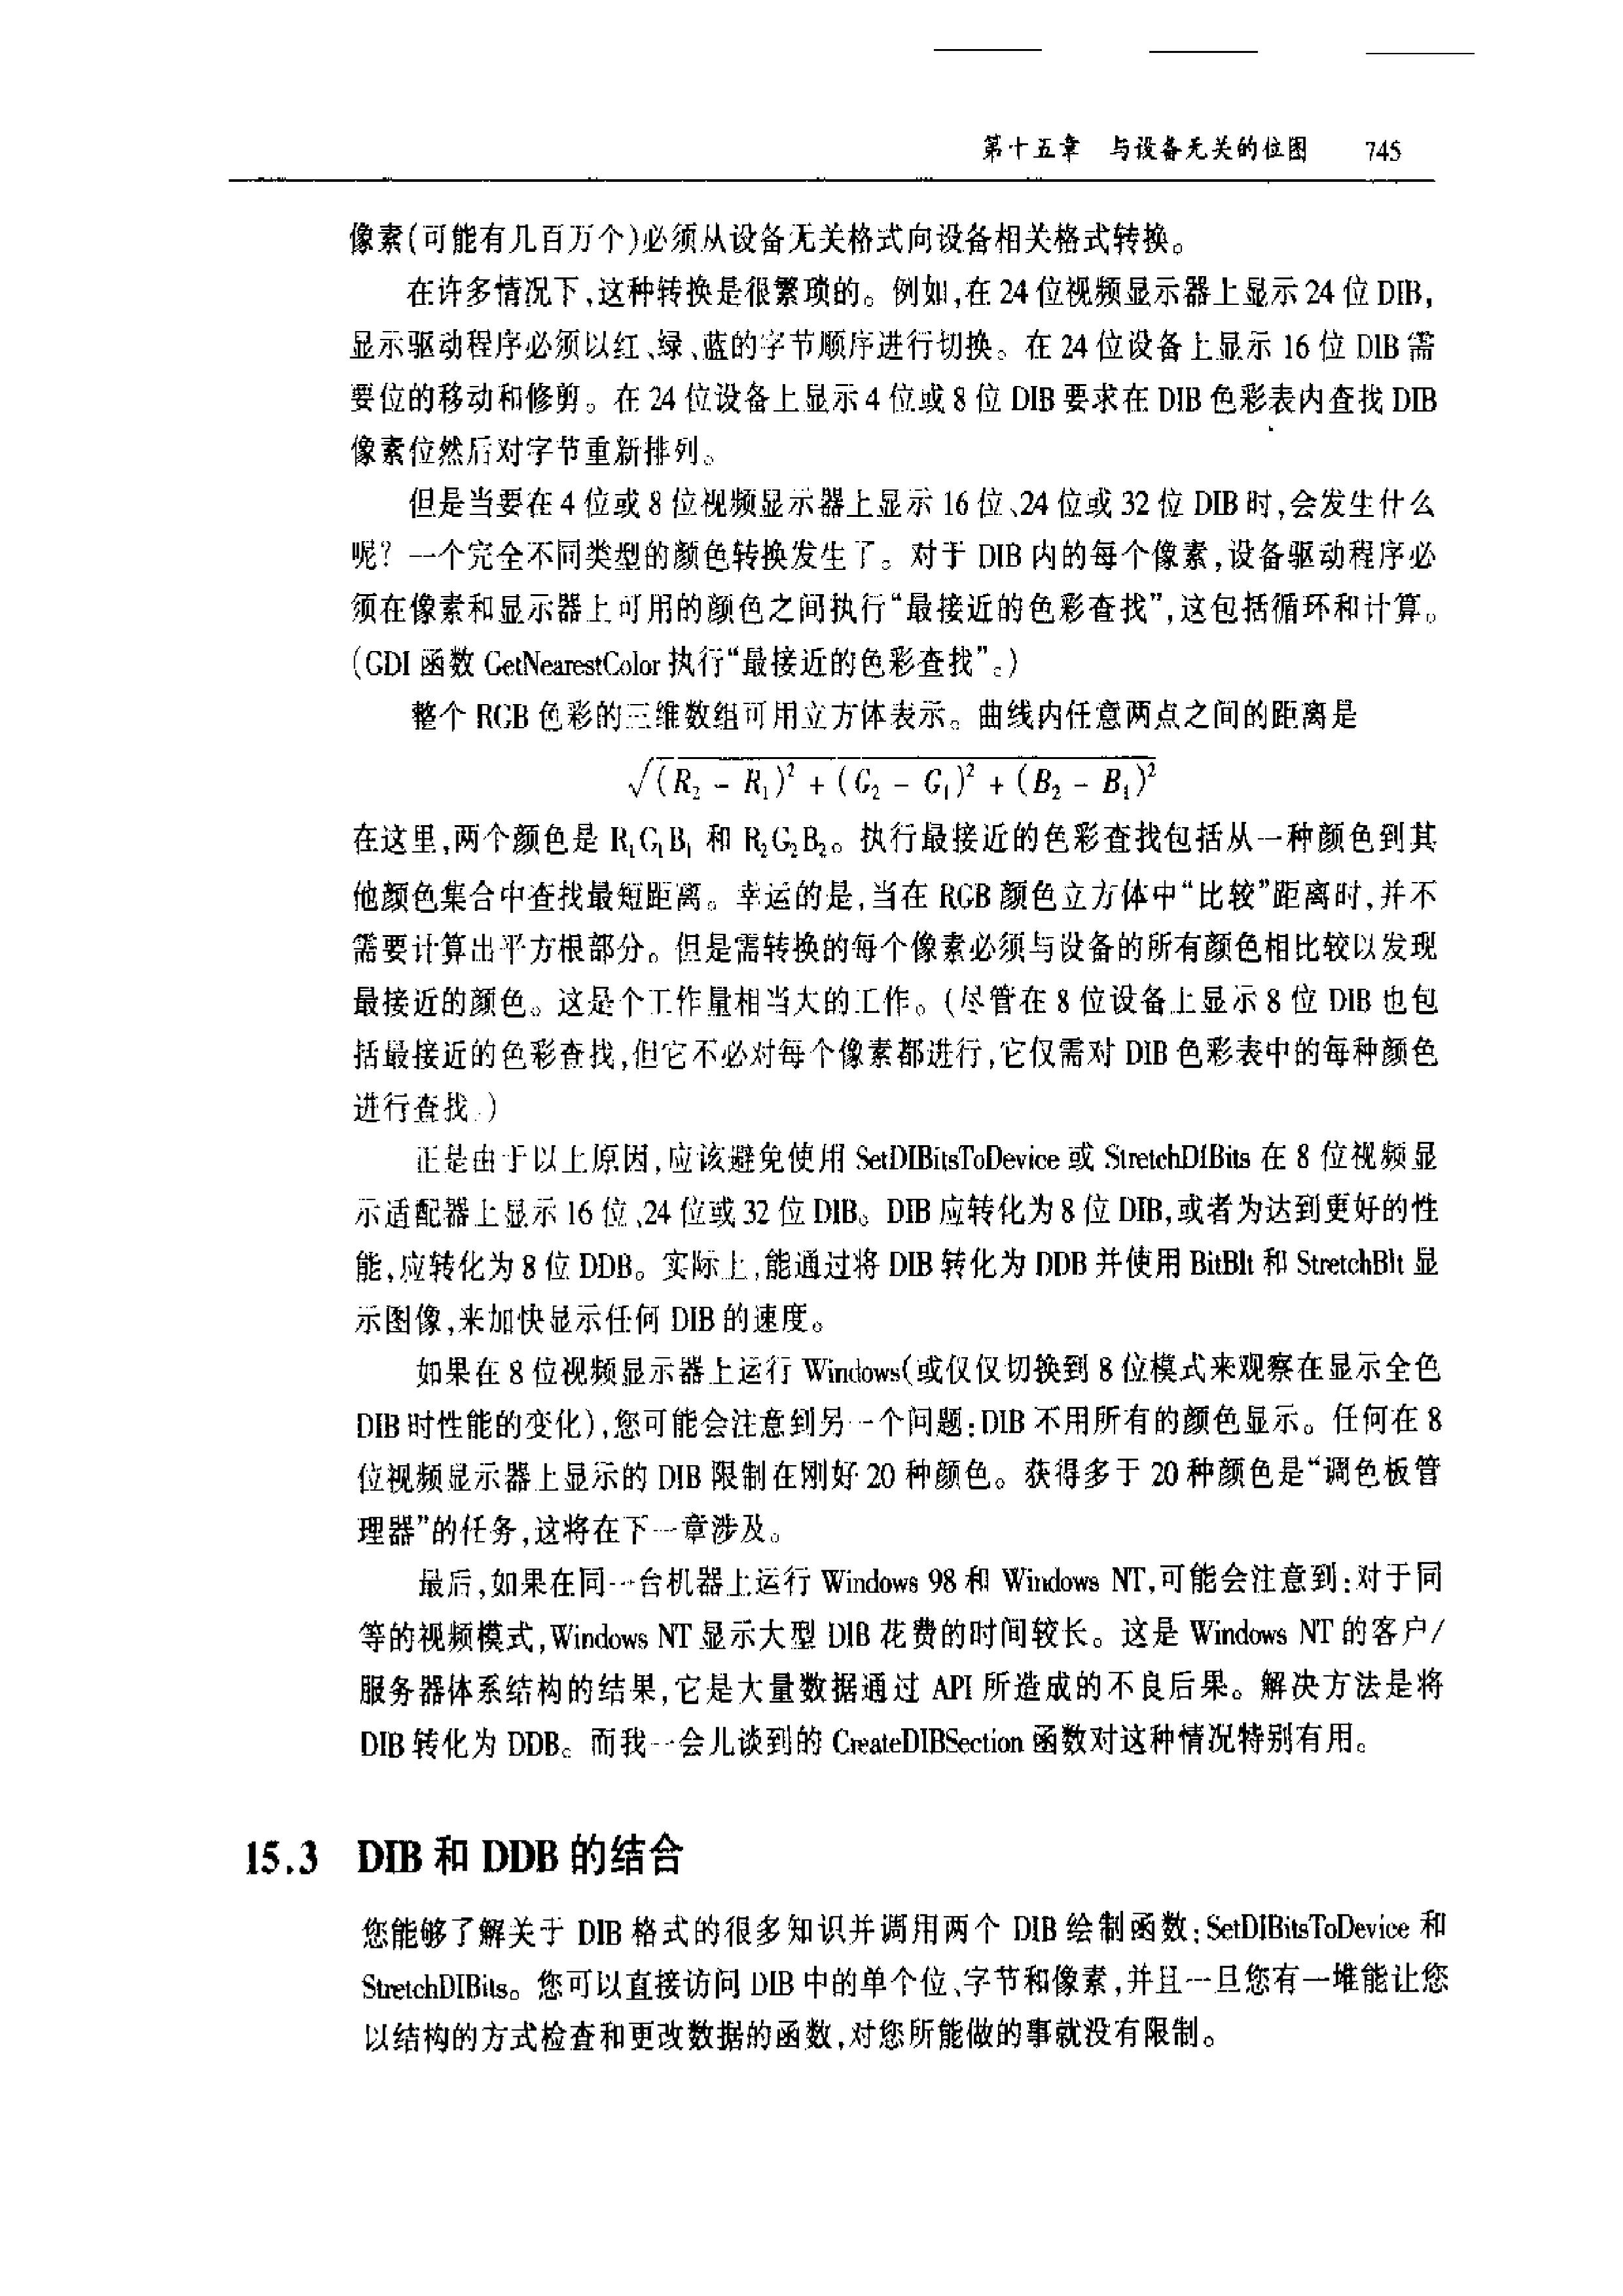 第十五章 与设备无关的位图 745
像素(可能有几百万个)必须从设备无关格式向设备相关格式转换。
在许多情况下,这种转换是很繁琐的。例如,在 24 位视频显示器上显示 24 位 DIB,
显示驱动程序必须以红、绿、蓝的字节顺序进行切换。在 24 位设备上显示 16 位 DIB 需
要位的移动和修剪。在 24 位设备上显示 4 位或 8 位 DIB 要求在 DIB 色彩表内查找 DIB
像素位然后对字节重新排列。
但是当要在 4 位或 8 位视频显示器上显示 16 位、24 位或 32 位 DIB 时,会发生什么
呢? 一个完全不同类型的颜色转换发生了。对于 DIB 内的每个像素,设备驱动程序必
须在像素和显示器上可用的颜色之间执行“最接近的色彩查找”,这包括循环和计算。
(GDI 函数 GetNearestColor 执行“最接近的色彩查找”。)
整个 RGB 色彩的三维数组可用立方体表示。曲线内任意两点之间的距离是
√(R₂ - R₁)² + (G₂ - G₁)² + (B₂ - B₁)²
在这里,两个颜色是 R₁G₁B₁ 和 R₂G₂B₂。执行最接近的色彩查找包括从一种颜色到其
他颜色集合中查找最短距离。幸运的是,当在 RGB 颜色立方体中“比较”距离时,并不
需要计算出平方根部分。但是需转换的每个像素必须与设备的所有颜色相比较以发现
最接近的颜色。这是个工作量相当大的工作。(尽管在 8 位设备上显示 8 位 DIB 也包
括最接近的色彩查找,但它不必对每个像素都进行,它仅需对 DIB 色彩表中的每种颜色
进行查找.)
正是由于以上原因,应该避免使用 SetDIBitsToDevice 或 StretchDIBits 在 8 位视频显
示适配器上显示 16 位、24 位或 32 位 DIB。DIB 应转化为 8 位 DIB,或者为达到更好的性
能,应转化为 8 位 DDB。实际上,能通过将 DIB 转化为 DDB 并使用 BitBlt 和 StretchBlt 显
示图像,来加快显示任何 DIB 的速度。
如果在 8 位视频显示器上运行 Windows(或仅仅切换到 8 位模式来观察在显示全色
DIB 时性能的变化),您可能会注意到另一个问题:DIB 不用所有的颜色显示。任何在 8
位视频显示器上显示的 DIB 限制在刚好 20 种颜色。获得多于 20 种颜色是“调色板管
理器”的任务,这将在下一章涉及。
最后,如果在同一台机器上运行 Windows 98 和 Windows NT,可能会注意到:对于同
等的视频模式,Windows NT 显示大型 DIB 花费的时间较长。这是 Windows NT 的客户/
服务器体系结构的结果,它是大量数据通过 API 所造成的不良后果。解决方法是将
DIB 转化为 DDB。而我一会儿谈到的 CreateDIBSection 函数对这种情况特别有用。
15.3 DIB 和 DDB 的结合
您能够了解关于 DIB 格式的很多知识并调用两个 DIB 绘制函数:SetDIBitsToDevice 和
StretchDIBits。您可以直接访问 DIB 中的单个位、字节和像素,并且一旦您有一堆能让您
以结构的方式检查和更改数据的函数,对您所能做的事就没有限制。